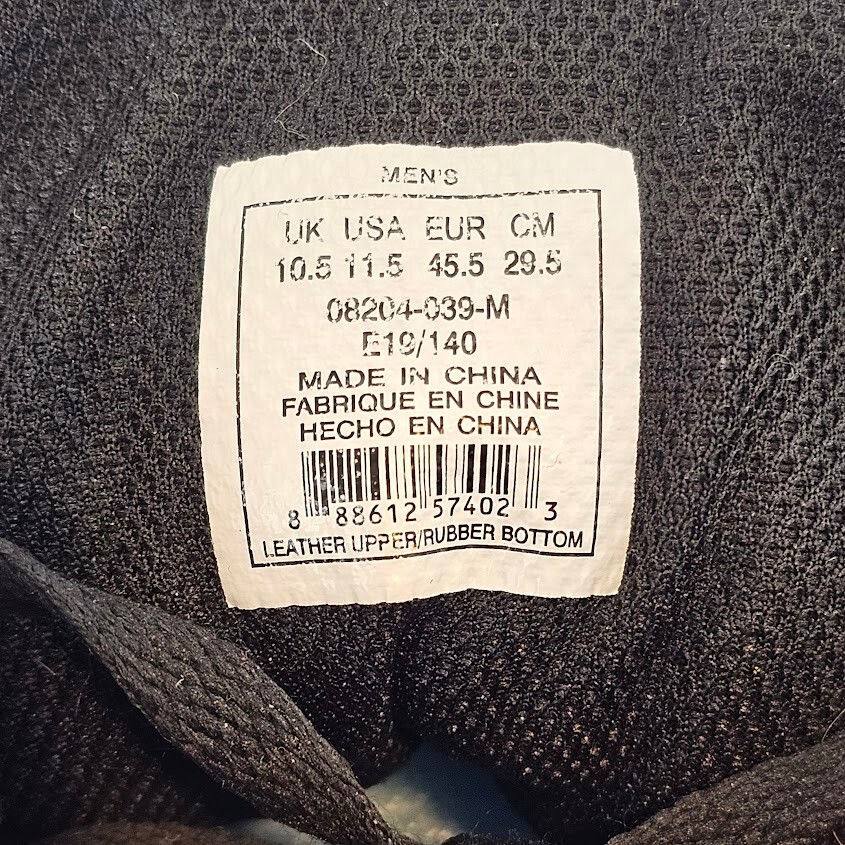 MEN'S
UK USA EUR CM
10.5 11.5 45.5 29.5
08204-039-M
E19/140
MADE IN CHINA
FABRIQUE EN CHINE
HECHO EN CHINA
8 88612 57402 3
LEATHER UPPER/RUBBER BOTTOM